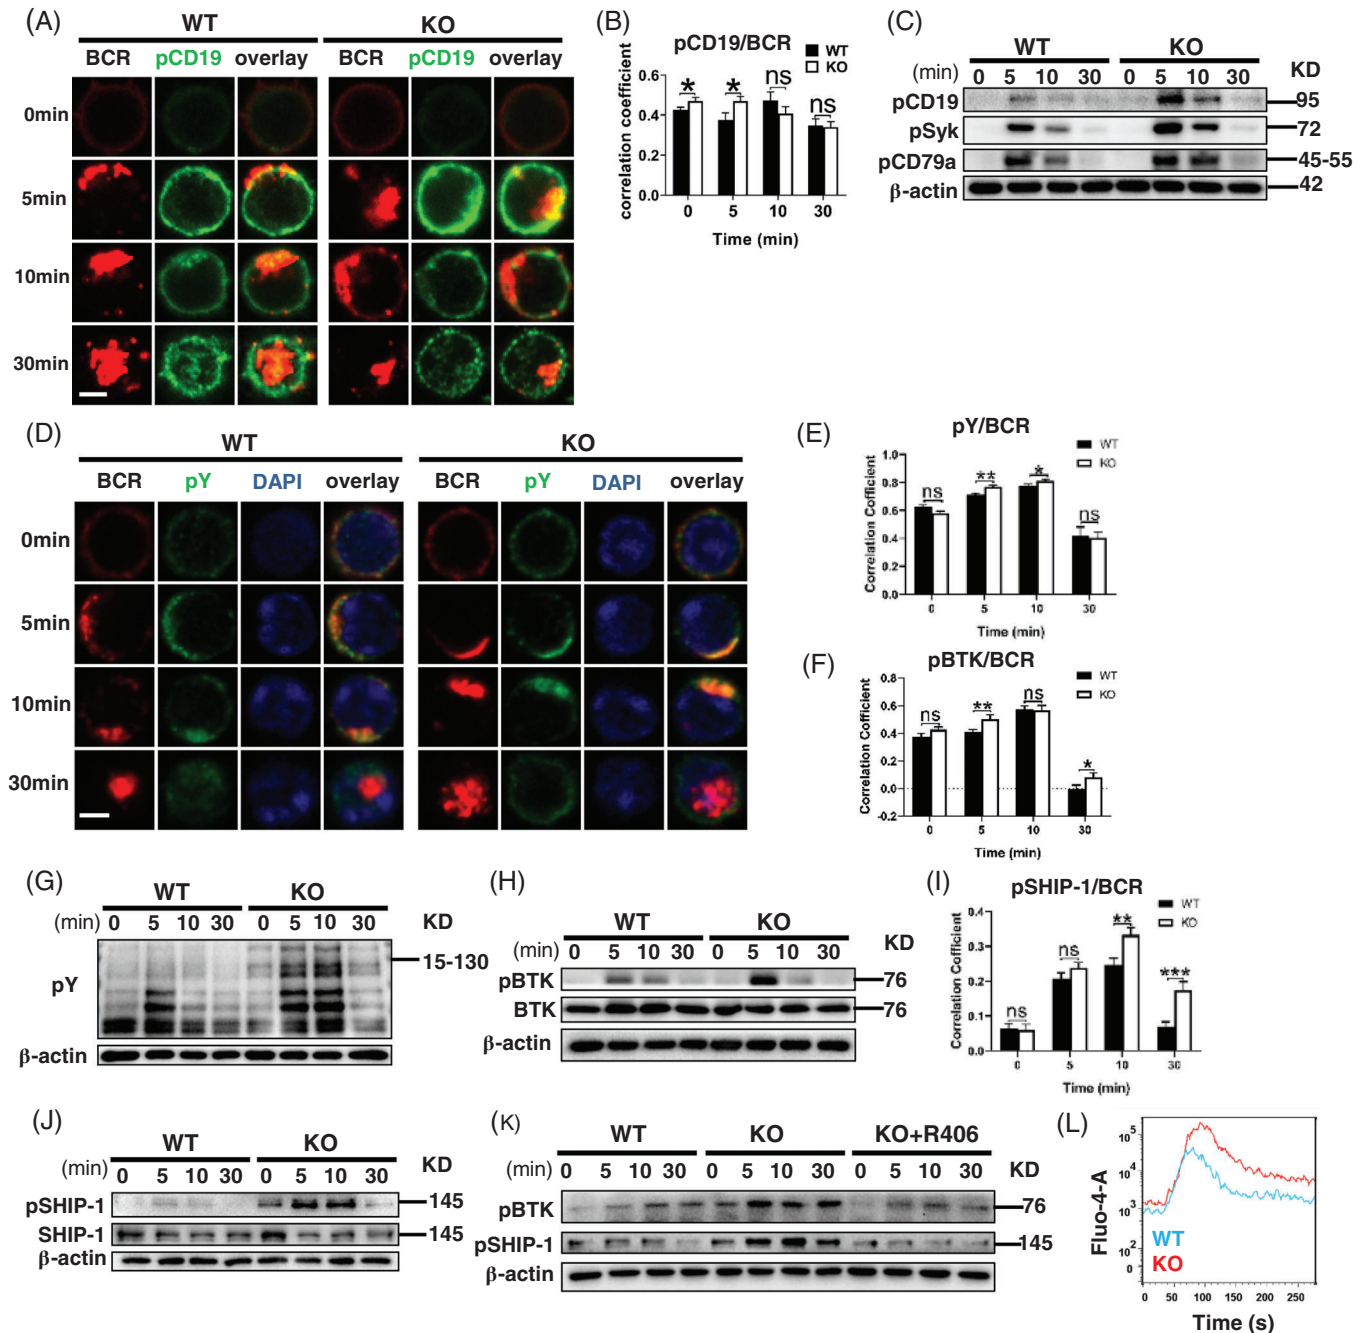 (A)
WT KO
BCR pCD19 overlay BCR pCD19 overlay
0min
5min
10min
30min
(B)
pCD19/BCR
WT
KO
correlation coefficient
0.6
0.4
0.2
0.0
* * ns ns
0 5 10 30
Time (min)
(C)
WT KO
(min) 0 5 10 30 0 5 10 30 KD
pCD19 95
pSyk 72
pCD79a 45-55
β-actin 42
(D)
WT KO
BCR pY DAPI overlay BCR pY DAPI overlay
0min
5min
10min
30min
(E)
pY/BCR
WT
KO
Correlation Cofficient
1.0
0.8
0.6
0.4
0.2
0.0
ns ** * ns
0 5 10 30
Time (min)
(F)
pBTK/BCR
WT
KO
Correlation Cofficient
0.8
0.6
0.4
0.2
0.0
-0.2
ns ** ns *
0 5 10 30
Time (min)
(G)
WT KO
(min) 0 5 10 30 0 5 10 30 KD
pY 15-130
β-actin
(H)
WT KO
(min) 0 5 10 30 0 5 10 30 KD
pBTK 76
BTK 76
β-actin
(I)
pSHIP-1/BCR
WT
KO
Correlation Cofficient
0.4
0.3
0.2
0.1
0.0
ns ns ** ***
0 5 10 30
Time (min)
(J)
WT KO
(min) 0 5 10 30 0 5 10 30 KD
pSHIP-1 145
SHIP-1 145
β-actin
(K)
WT KO KO+R406
(min) 0 5 10 30 0 5 10 30 0 5 10 30 KD
pBTK 76
pSHIP-1 145
β-actin
(L)
Fluo-4-A
10^5
10^4
10^3
10^2
0
WT
KO
0 50 100 150 200 250
Time (s)